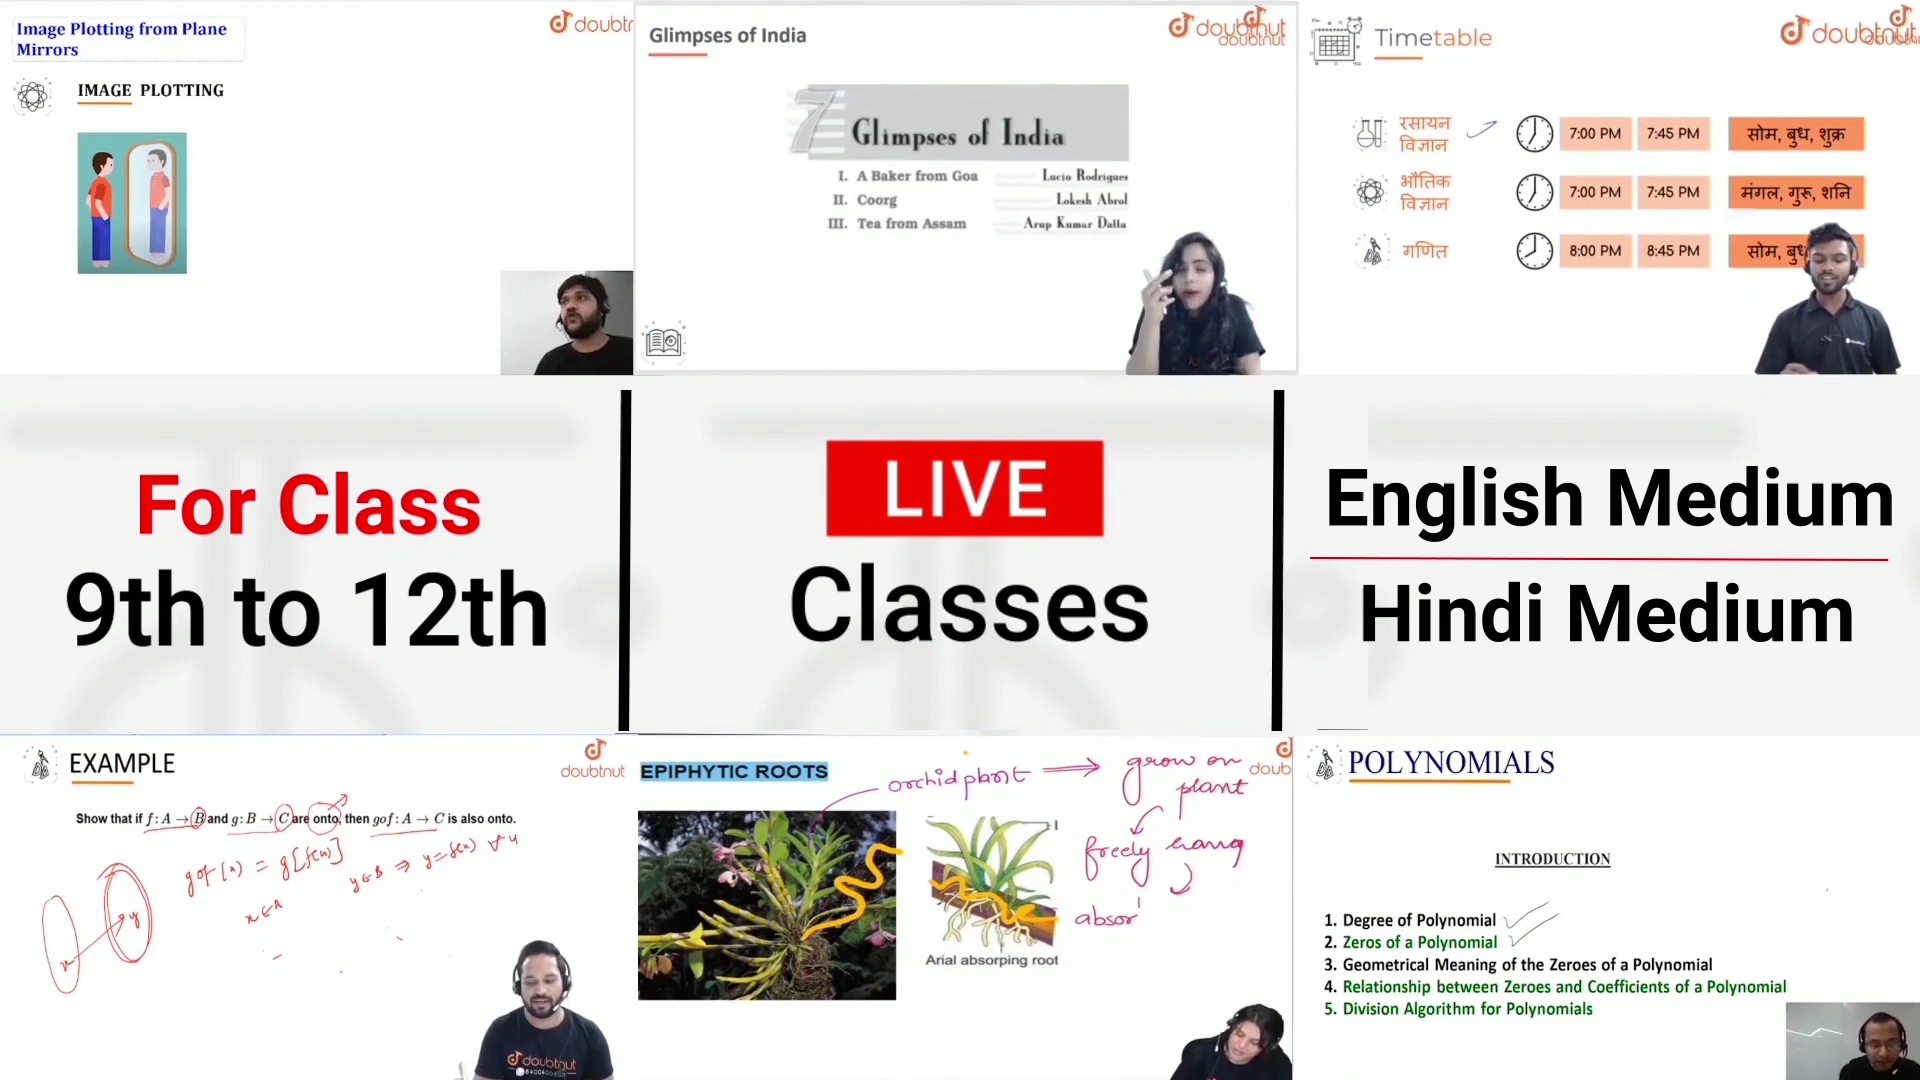 Image Plotting from Plane
Mirrors
IMAGE PLOTTING
Glimpses of India
doubtnut
doubtnut
7
Glimpses of India
I. A Baker from Goa Lucio Rodrigues
II. Coorg Lokesh Abrol
III. Tea from Assam Arup Kumar Datta
Timetable
doubtnut
रसायन
विज्ञान
7:00 PM 7:45 PM सोम, बुध, शुक्र
भौतिक
विज्ञान
7:00 PM 7:45 PM मंगल, गुरू, शनि
गणित 8:00 PM 8:45 PM सोम, बुध
For Class
9th to 12th
LIVE
Classes
English Medium
Hindi Medium
EXAMPLE
doubtnut
Show that if f : A → B and g : B → C are onto, then gof : A → C is also onto.
gof(x) = g[f(x)]
x ∈ A
y ∈ B ⇒ y = f(x)
x
y
doubtnut
EPIPHYTIC ROOTS
orchid plant ⇒ grow on
plant
freely
absor
Arial absorping root
doub
POLYNOMIALS
INTRODUCTION
1. Degree of Polynomial
2. Zeros of a Polynomial
3. Geometrical Meaning of the Zeroes of a Polynomial
4. Relationship between Zeroes and Coefficients of a Polynomial
5. Division Algorithm for Polynomials